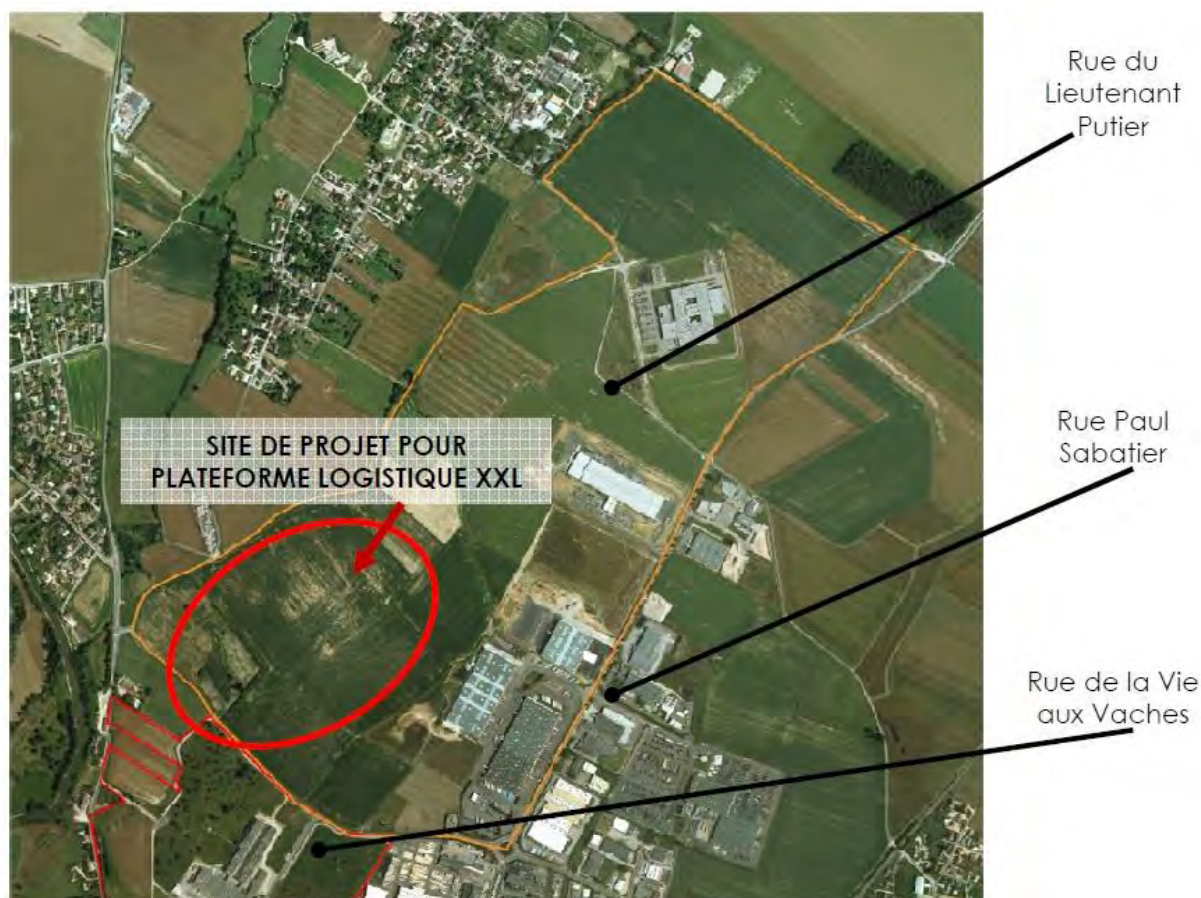 Rue du
Lieutenant
Putier
SITE DE PROJET POUR
PLATEFORME LOGISTIQUE XXL
Rue Paul
Sabatier
Rue de la Vie
aux Vaches